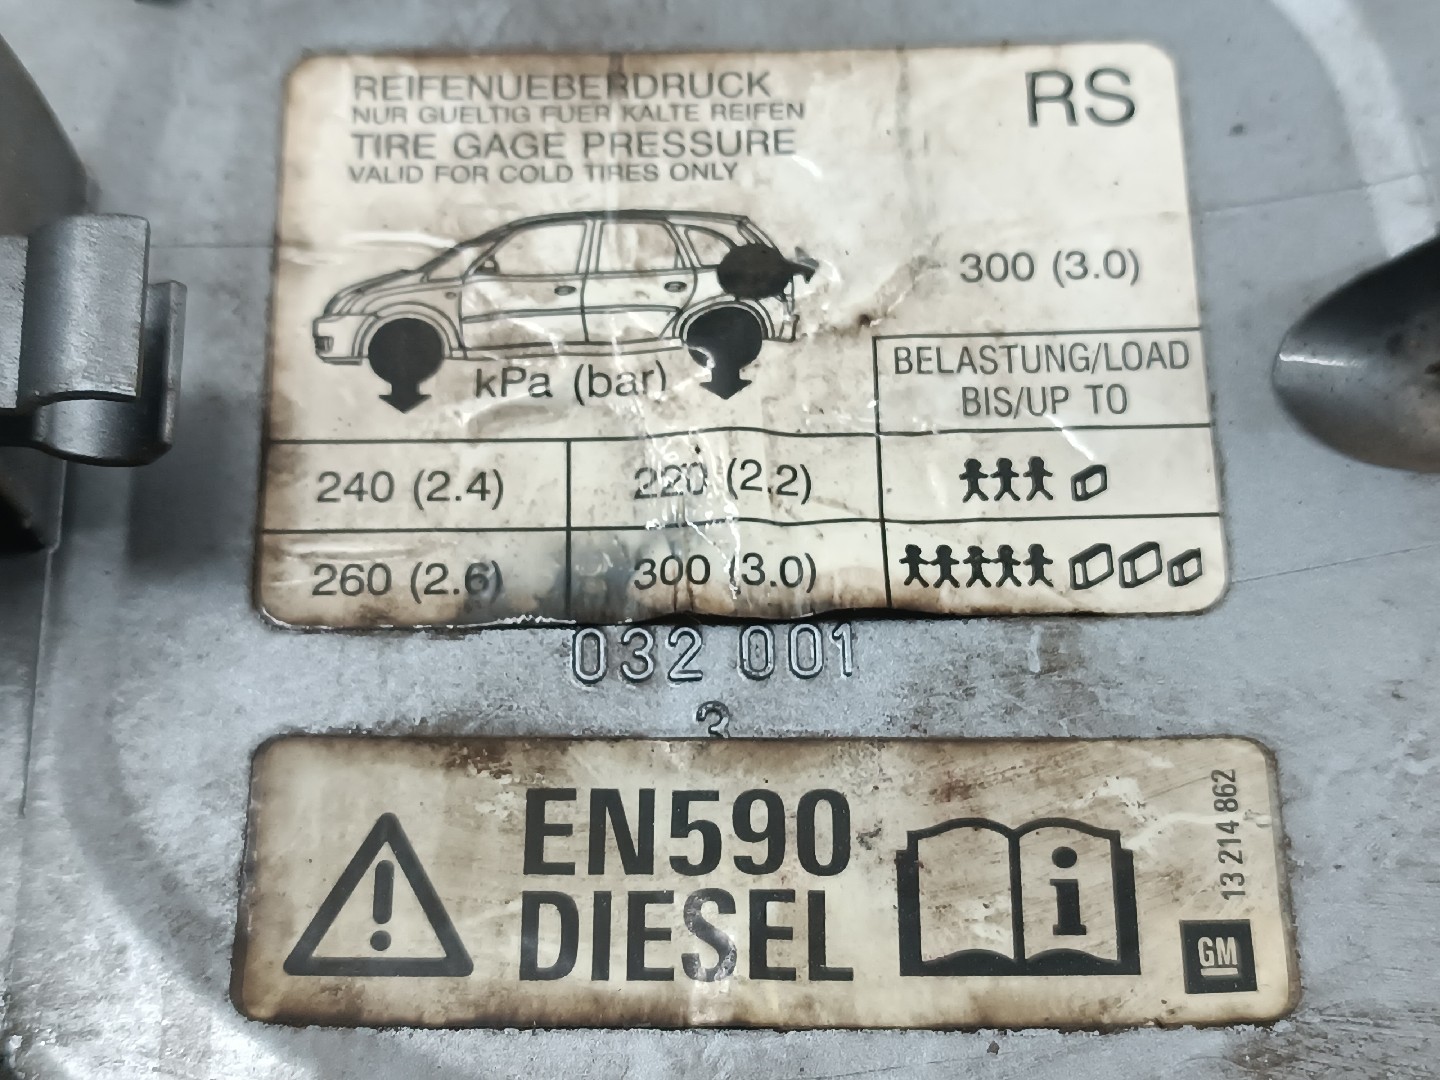 REIFENUEBERDRUCK
NUR GUELTIG FUER KALTE REIFEN
TIRE GAGE PRESSURE
VALID FOR COLD TIRES ONLY
RS
300 (3.0)
kPa (bar)
BELASTUNG/LOAD
BIS/UP TO
240 (2.4) 220 (2.2)
260 (2.6) 300 (3.0)
032 001
3
EN590
DIESEL
i
13 214 862
GM